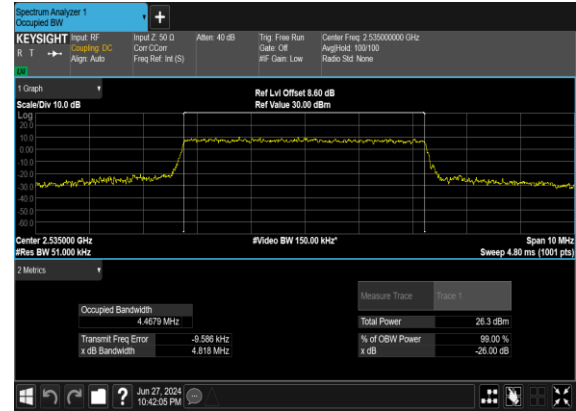 Spectrum Analyzer 1
Occupied BW
KEYSIGHT Input: RF Input Z: 50 Ω Atten: 40 dB Trig: Free Run Center Freq: 2.535000000 GHz
R T Coupling: DC Corr CCorr Gate: Off Avg|Hold: 100/100
Align: Auto Freq Ref: Int (S) #IF Gain: Low Radio Std: None
LU
1 Graph
Ref Lvl Offset 8.60 dB
Scale/Div 10.0 dB Ref Value 30.00 dBm
Log
20.0
10.0
0.00
-10.0
-20.0
-30.0
-40.0
-50.0
-60.0
Center 2.535000 GHz #Video BW 150.00 kHz* Span 10 MHz
#Res BW 51.000 kHz Sweep 4.80 ms (1001 pts)
2 Metrics
Measure Trace Trace 1
Occupied Bandwidth
4.4679 MHz Total Power 26.3 dBm
Transmit Freq Error -9.586 kHz % of OBW Power 99.00 %
x dB Bandwidth 4.818 MHz x dB -26.00 dB
?
Jun 27, 2024
10:42:05 PM